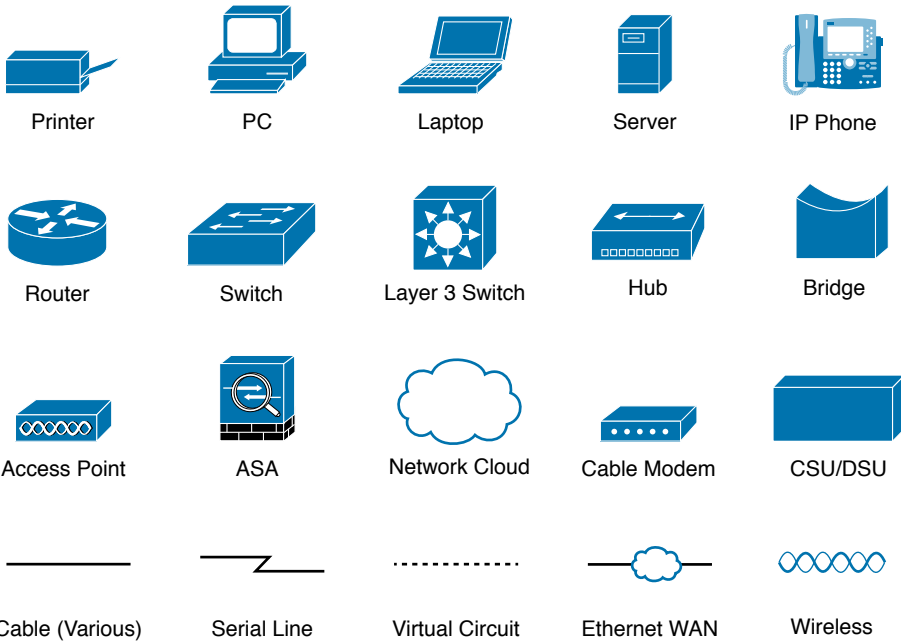 Printer
PC
Laptop
Server
IP Phone
Router
Switch
Layer 3 Switch
Hub
Bridge
Access Point
ASA
Network Cloud
Cable Modem
CSU/DSU
Cable (Various)
Serial Line
Virtual Circuit
Ethernet WAN
Wireless